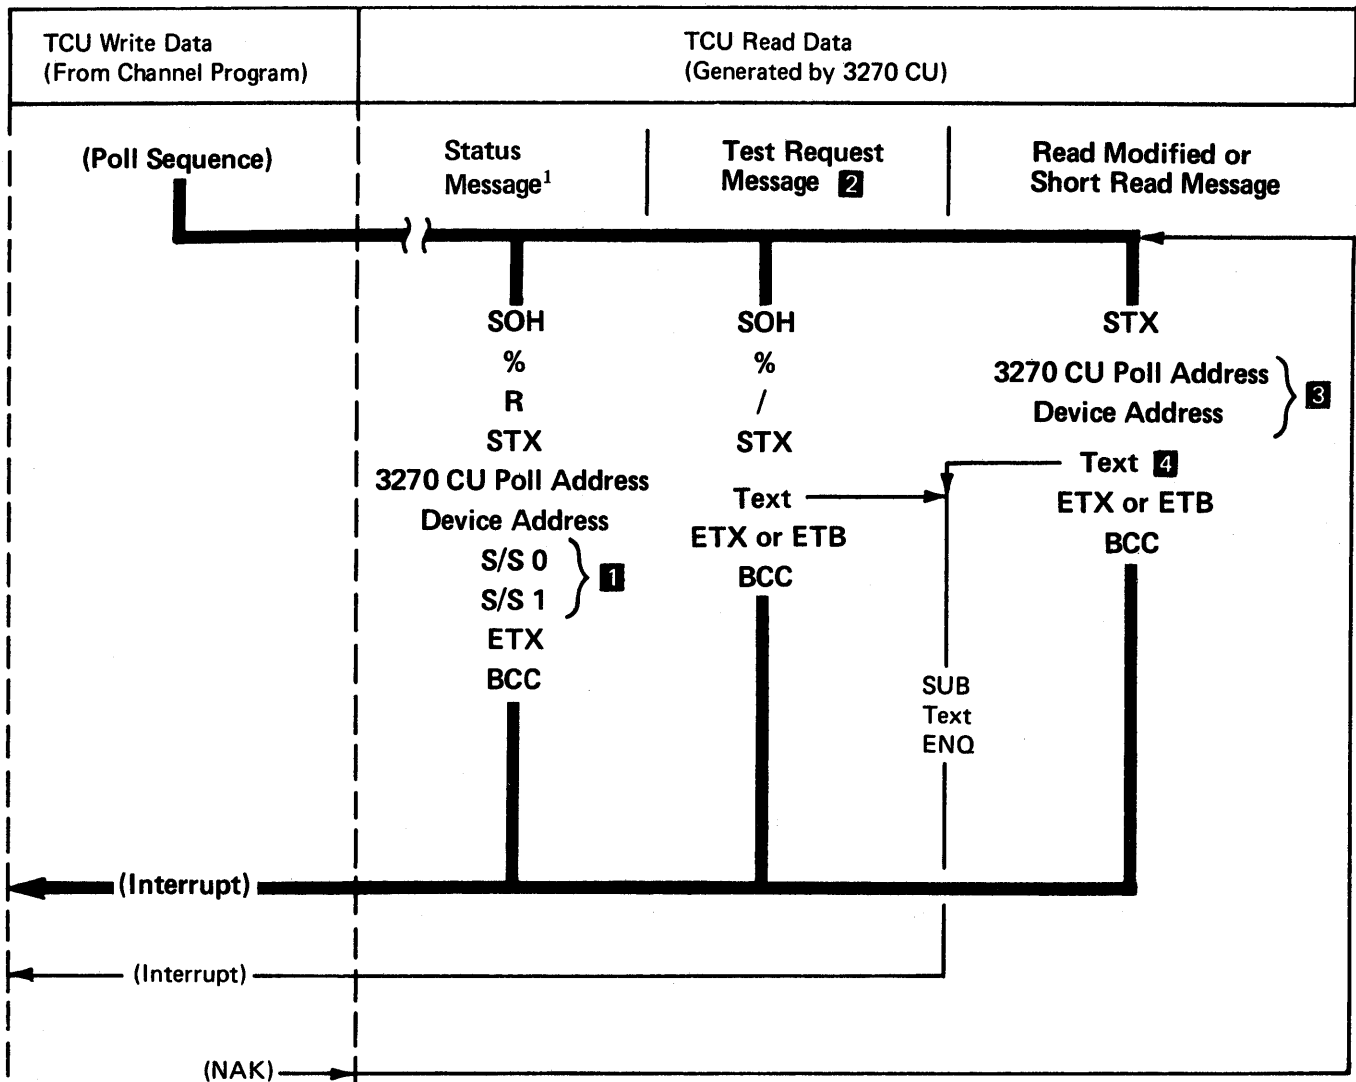 TCU Write Data
(From Channel Program)
TCU Read Data
(Generated by 3270 CU)
(Poll Sequence)
Status
Message¹
Test Request
Message 2
Read Modified or
Short Read Message
SOH
%
R
STX
3270 CU Poll Address
Device Address
S/S 0
S/S 1
1
ETX
BCC
SOH
%
/
STX
Text
ETX or ETB
BCC
STX
3270 CU Poll Address
Device Address
3
Text 4
ETX or ETB
BCC
SUB
Text
ENQ
(Interrupt)
(Interrupt)
(NAK)